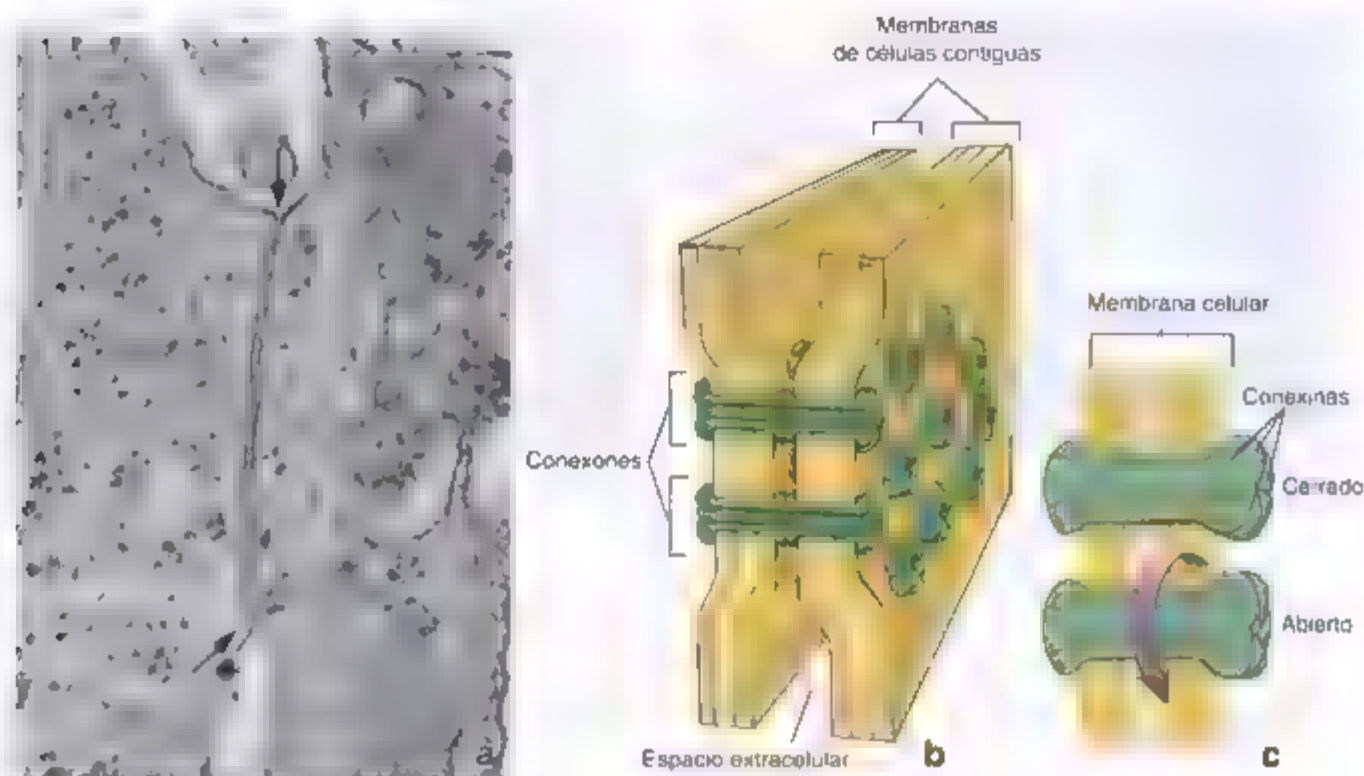 Membranas
de células contiguas
Membrana celular
Conexinas
Conexones
Cerrado
Abierto
Espacio extracelular
a
b
c